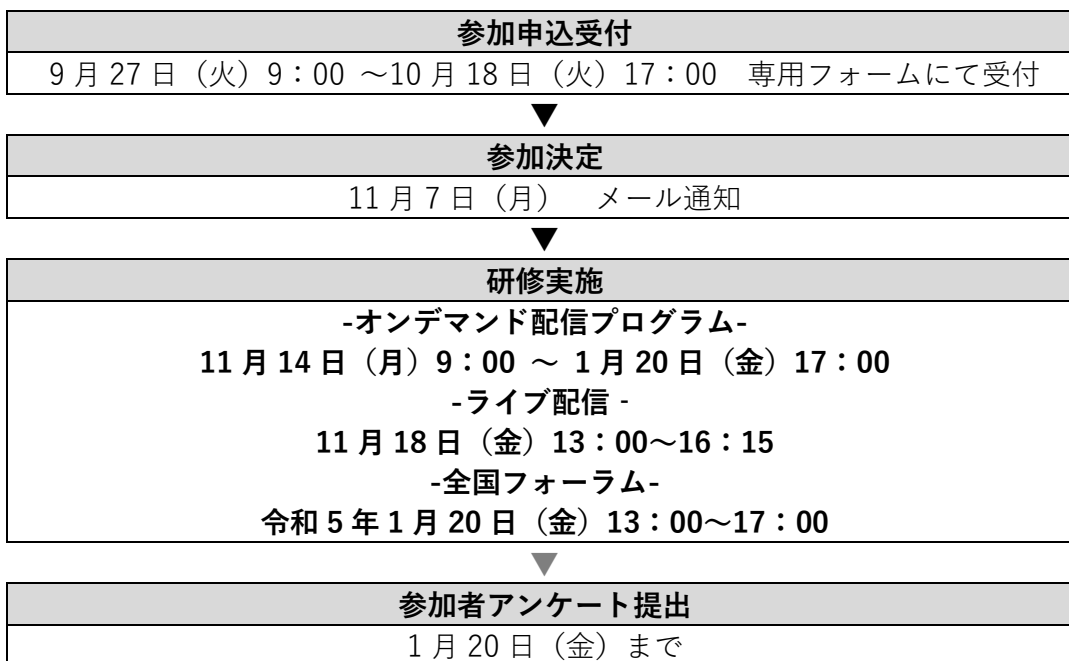 参加申込受付
9月27日（火）9：00 ～10月18日（火）17：00　専用フォームにて受付
▼
参加決定
11月7日（月）　メール通知
▼
研修実施
-オンデマンド配信プログラム-
11月14日（月）9：00 ～ 1月20日（金）17：00
-ライブ配信‐
11月18日（金）13：00～16：15
-全国フォーラム-
令和5年1月20日（金）13：00～17：00
▼
参加者アンケート提出
1月20日（金）まで